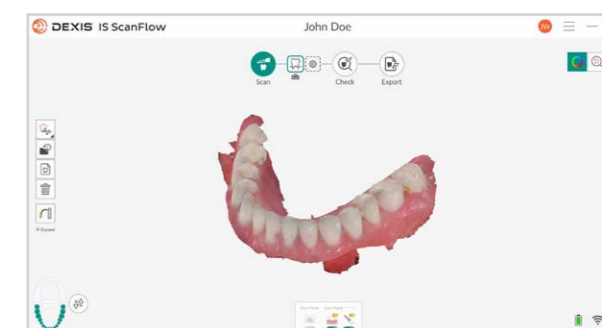 DEXIS IS ScanFlow
John Doe
JW
Scan
Check
Export